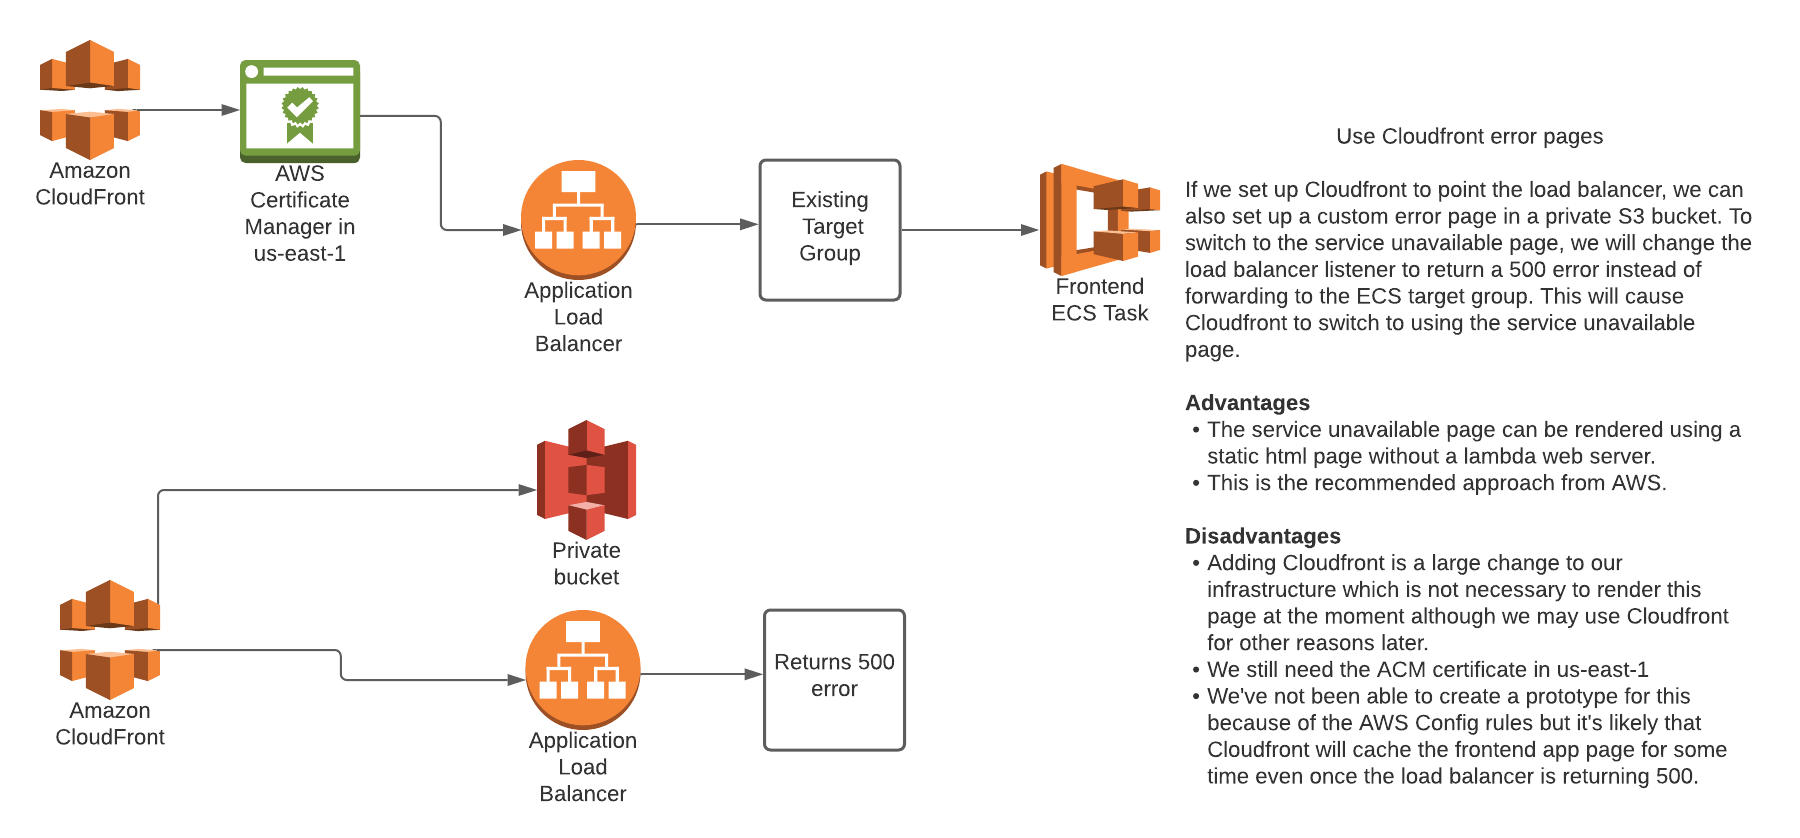 Amazon
CloudFront
AWS
Certificate
Manager in
us-east-1
Application
Load
Balancer
Existing
Target
Group
Frontend
ECS Task
Private
bucket
Amazon
CloudFront
Application
Load
Balancer
Returns 500
error
Use Cloudfront error pages
If we set up Cloudfront to point the load balancer, we can
also set up a custom error page in a private S3 bucket. To
switch to the service unavailable page, we will change the
load balancer listener to return a 500 error instead of
forwarding to the ECS target group. This will cause
Cloudfront to switch to using the service unavailable
page.
Advantages
• The service unavailable page can be rendered using a
static html page without a lambda web server.
• This is the recommended approach from AWS.
Disadvantages
• Adding Cloudfront is a large change to our
infrastructure which is not necessary to render this
page at the moment although we may use Cloudfront
for other reasons later.
• We still need the ACM certificate in us-east-1
• We've not been able to create a prototype for this
because of the AWS Config rules but it's likely that
Cloudfront will cache the frontend app page for some
time even once the load balancer is returning 500.